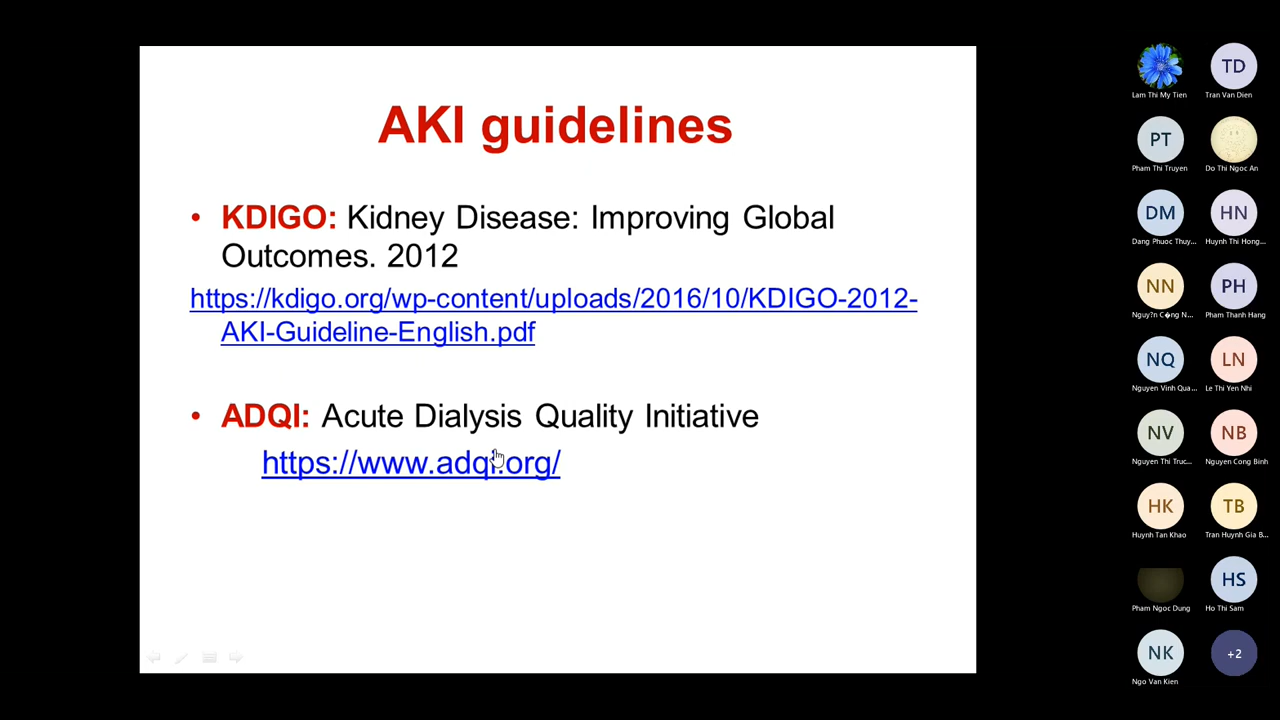 AKI guidelines
• KDIGO: Kidney Disease: Improving Global
Outcomes. 2012
https://kdigo.org/wp-content/uploads/2016/10/KDIGO-2012-
AKI-Guideline-English.pdf
• ADQI: Acute Dialysis Quality Initiative
https://www.adqi.org/
Lam Thi My Tien
TD
Tran Van Dien
PT
Pham Thi Truyen
Do Thi Ngoc An
DM
Dang Phuoc Thuy...
HN
Huynh Thi Hong...
NN
Nguy?n C�ng N...
PH
Pham Thanh Hang
NQ
Nguyen Vinh Qua...
LN
Le Thi Yen Nhi
NV
Nguyen Thi Truc...
NB
Nguyen Cong Binh
HK
Huynh Tan Khao
TB
Tran Huynh Gia B...
Pham Ngoc Dung
HS
Ho Thi Sam
NK
Ngo Van Kien
+2